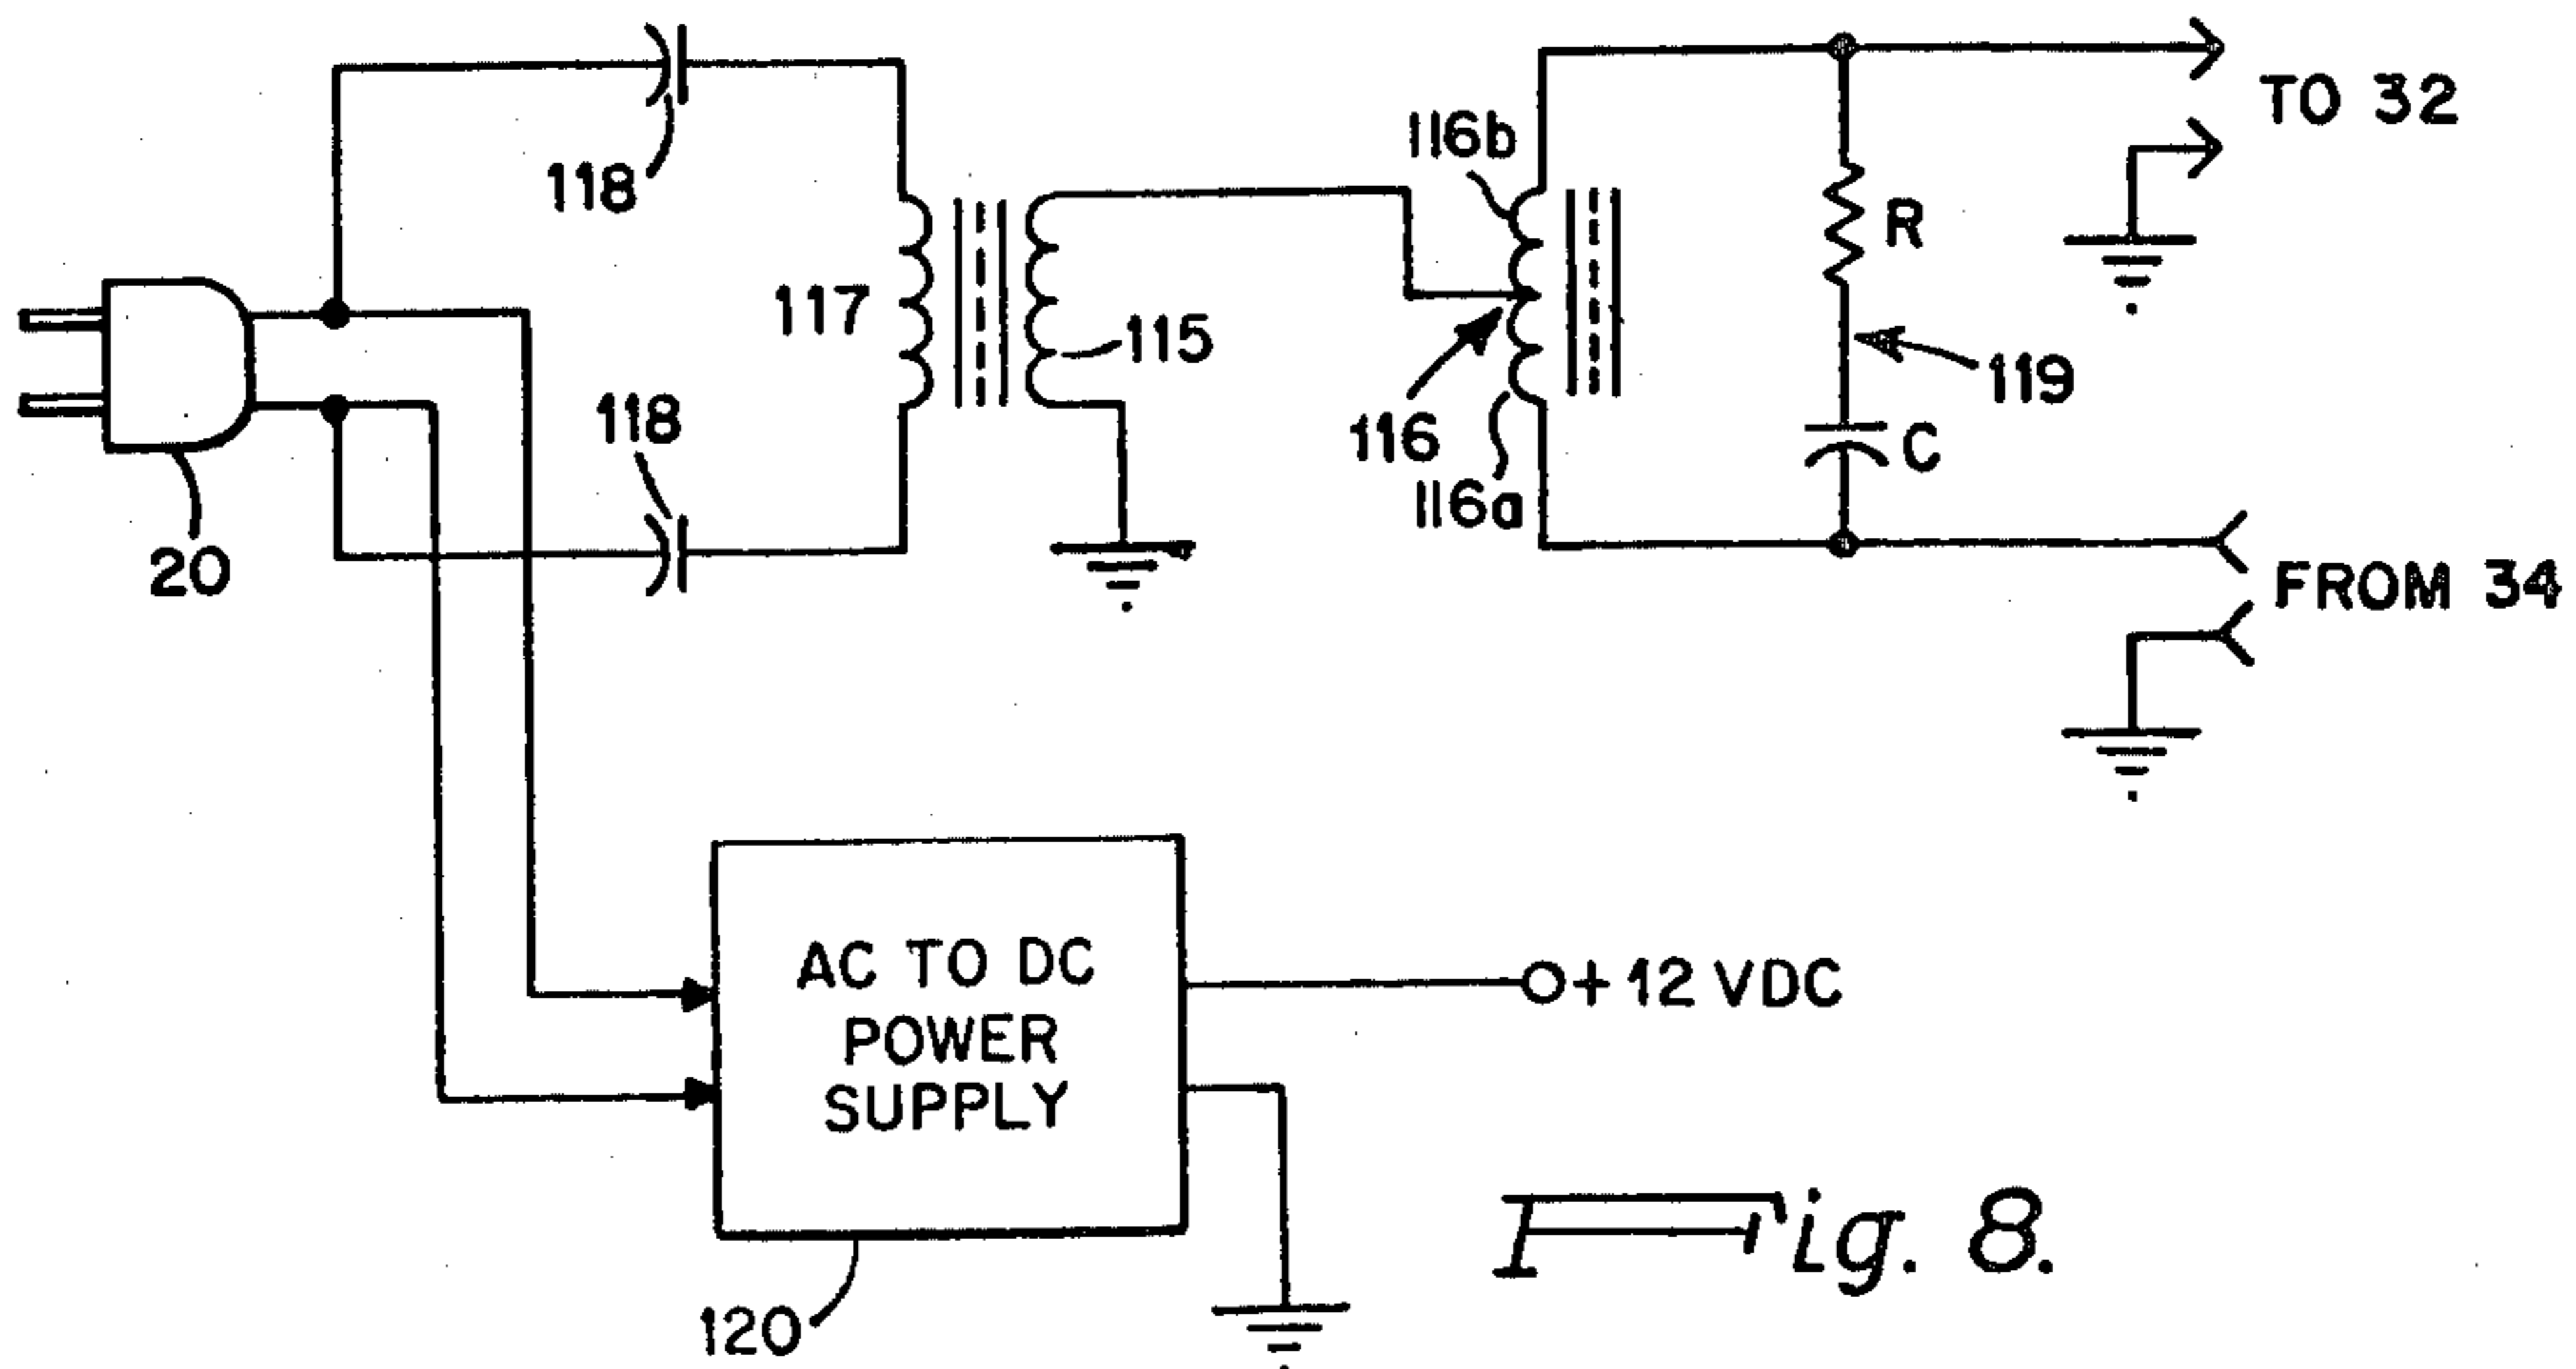 118
TO 32
116b
R
117
115
119
118
116
C
116a
20
FROM 34
AC TO DC
POWER
SUPPLY
+ 12 VDC
120
Fig. 8.